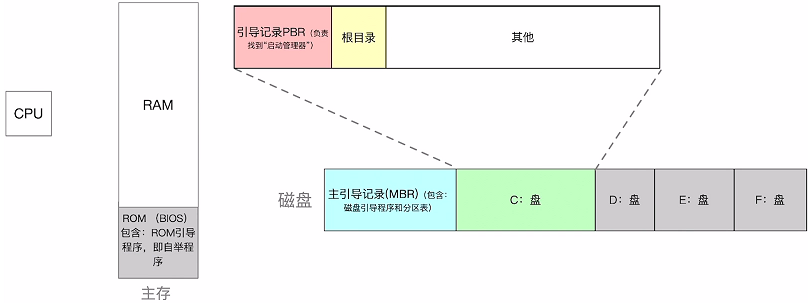 引导记录PBR（负责
找到“启动管理器”）
根目录
其他
CPU
RAM
ROM （BIOS）
包含：ROM引导
程序，即自举程
序
主存
磁盘
主引导记录(MBR)（包含：
磁盘引导程序和分区表）
C：盘
D：盘
E：盘
F：盘